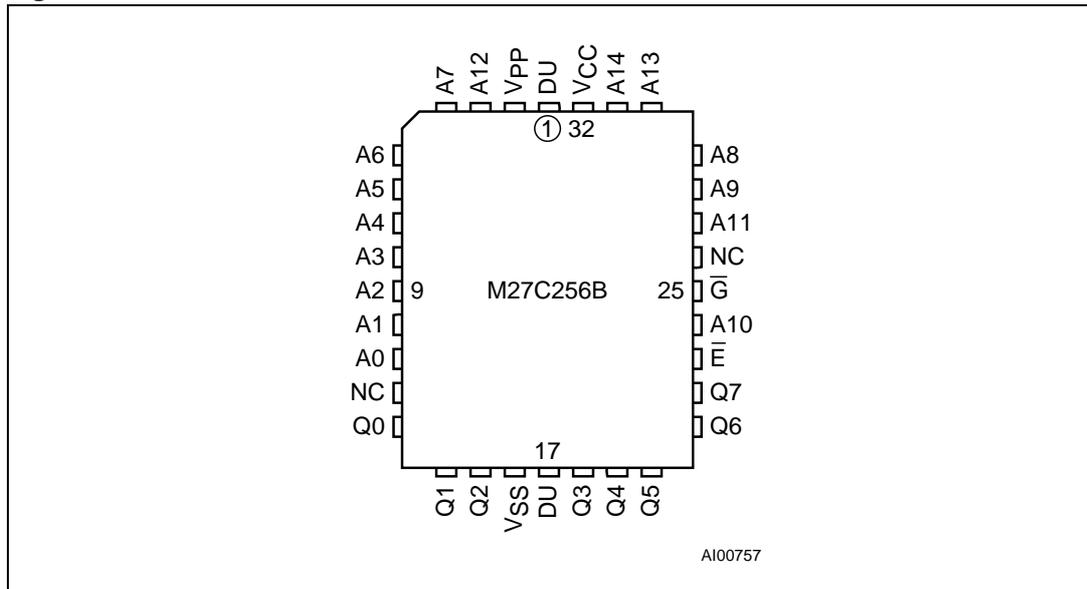 A7 A12 VPP DU VCC A14 A13
1 32
A6 A8
A5 A9
A4 A11
A3 NC
A2 9 M27C256B 25 G̅
A1 A10
A0 E̅
NC Q7
Q0 Q6
17
Q1 Q2 VSS DU Q3 Q4 Q5
AI00757